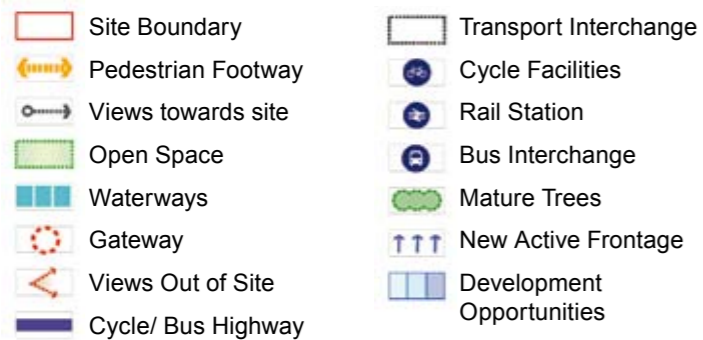 Site Boundary
Pedestrian Footway
Views towards site
Open Space
Waterways
Gateway
Views Out of Site
Cycle/ Bus Highway
Transport Interchange
Cycle Facilities
Rail Station
Bus Interchange
Mature Trees
New Active Frontage
Development
Opportunities